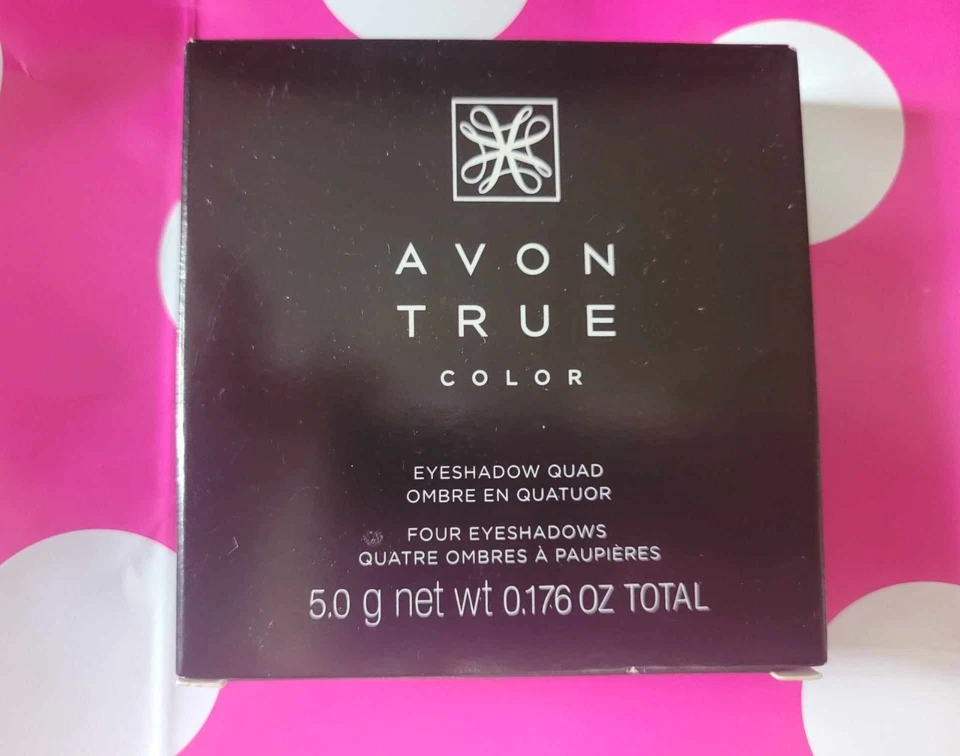 AVON
TRUE
COLOR
EYESHADOW QUAD
OMBRE EN QUATUOR
FOUR EYESHADOWS
QUATRE OMBRES À PAUPIÈRES
5.0 g net wt 0.176 OZ TOTAL